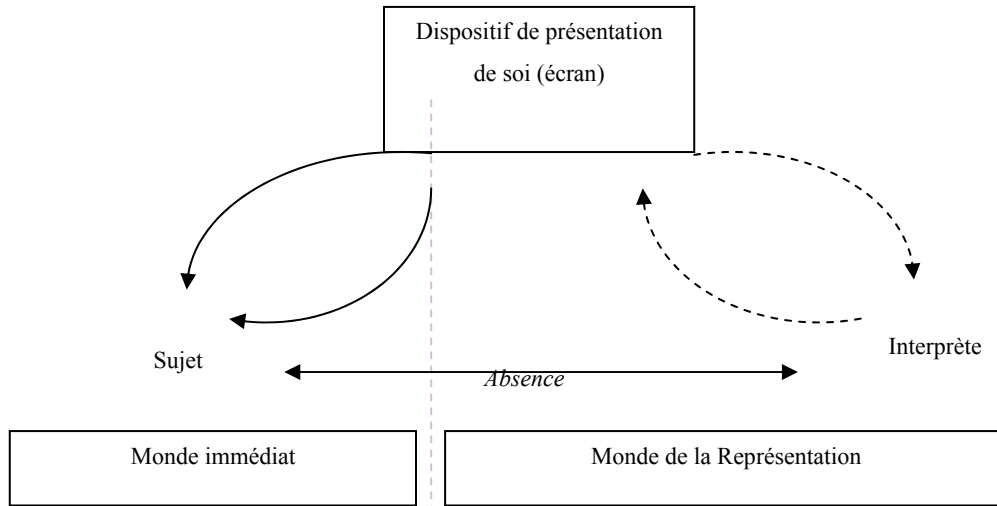 Dispositif de présentation
de soi (écran)
Sujet
Interprète
Absence
Monde immédiat
Monde de la Représentation